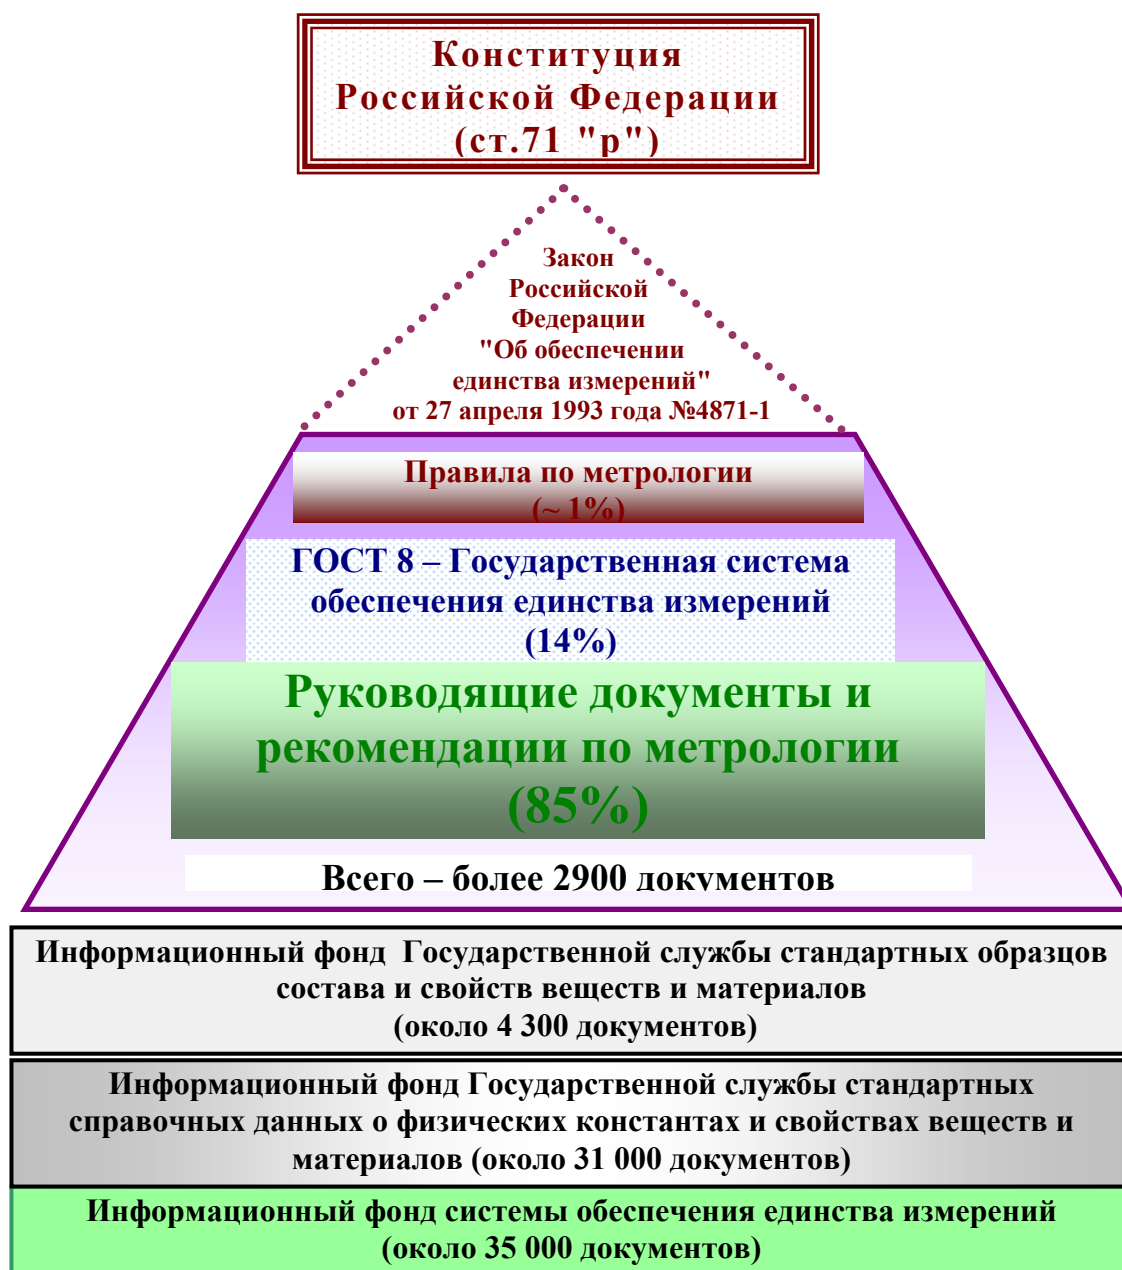 Конституция
Российской Федерации
(ст.71 "р")
Закон
Российской
Федерации
"Об обеспечении
единства измерений"
от 27 апреля 1993 года №4871-1
Правила по метрологии
(~ 1%)
ГОСТ 8 – Государственная система
обеспечения единства измерений
(14%)
Руководящие документы и
рекомендации по метрологии
(85%)
Всего – более 2900 документов
Информационный фонд Государственной службы стандартных образцов
состава и свойств веществ и материалов
(около 4 300 документов)
Информационный фонд Государственной службы стандартных
справочных данных о физических константах и свойствах веществ и
материалов (около 31 000 документов)
Информационный фонд системы обеспечения единства измерений
(около 35 000 документов)